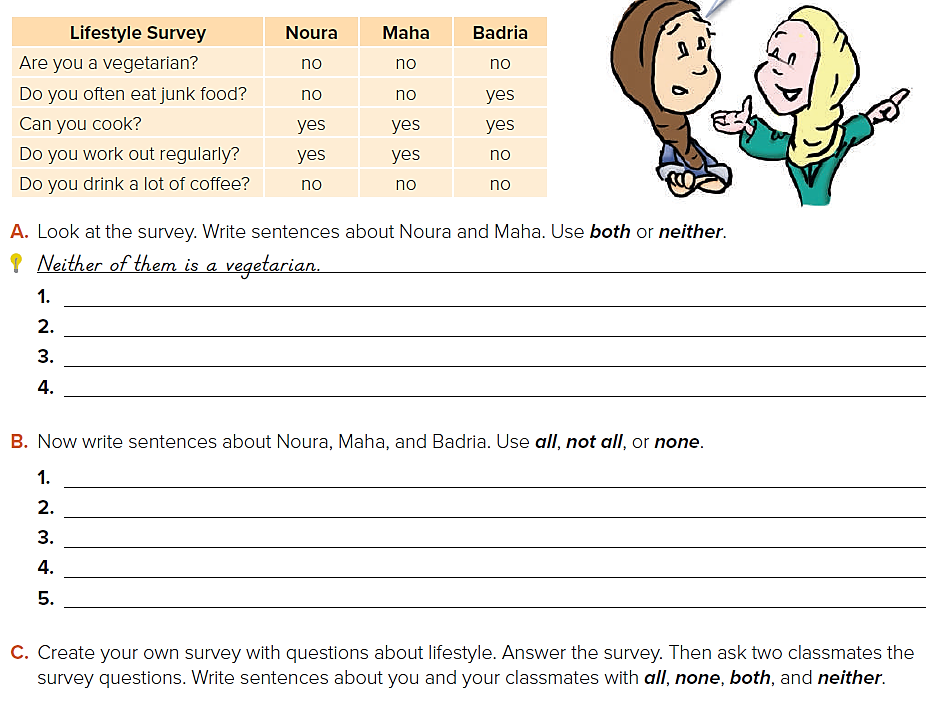 Lifestyle Survey Noura Maha Badria
Are you a vegetarian? no no no
Do you often eat junk food? no no yes
Can you cook? yes yes yes
Do you work out regularly? yes yes no
Do you drink a lot of coffee? no no no
A. Look at the survey. Write sentences about Noura and Maha. Use both or neither.
Neither of them is a vegetarian.
1.
2.
3.
4.
B. Now write sentences about Noura, Maha, and Badria. Use all, not all, or none.
1.
2.
3.
4.
5.
C. Create your own survey with questions about lifestyle. Answer the survey. Then ask two classmates the
survey questions. Write sentences about you and your classmates with all, none, both, and neither.